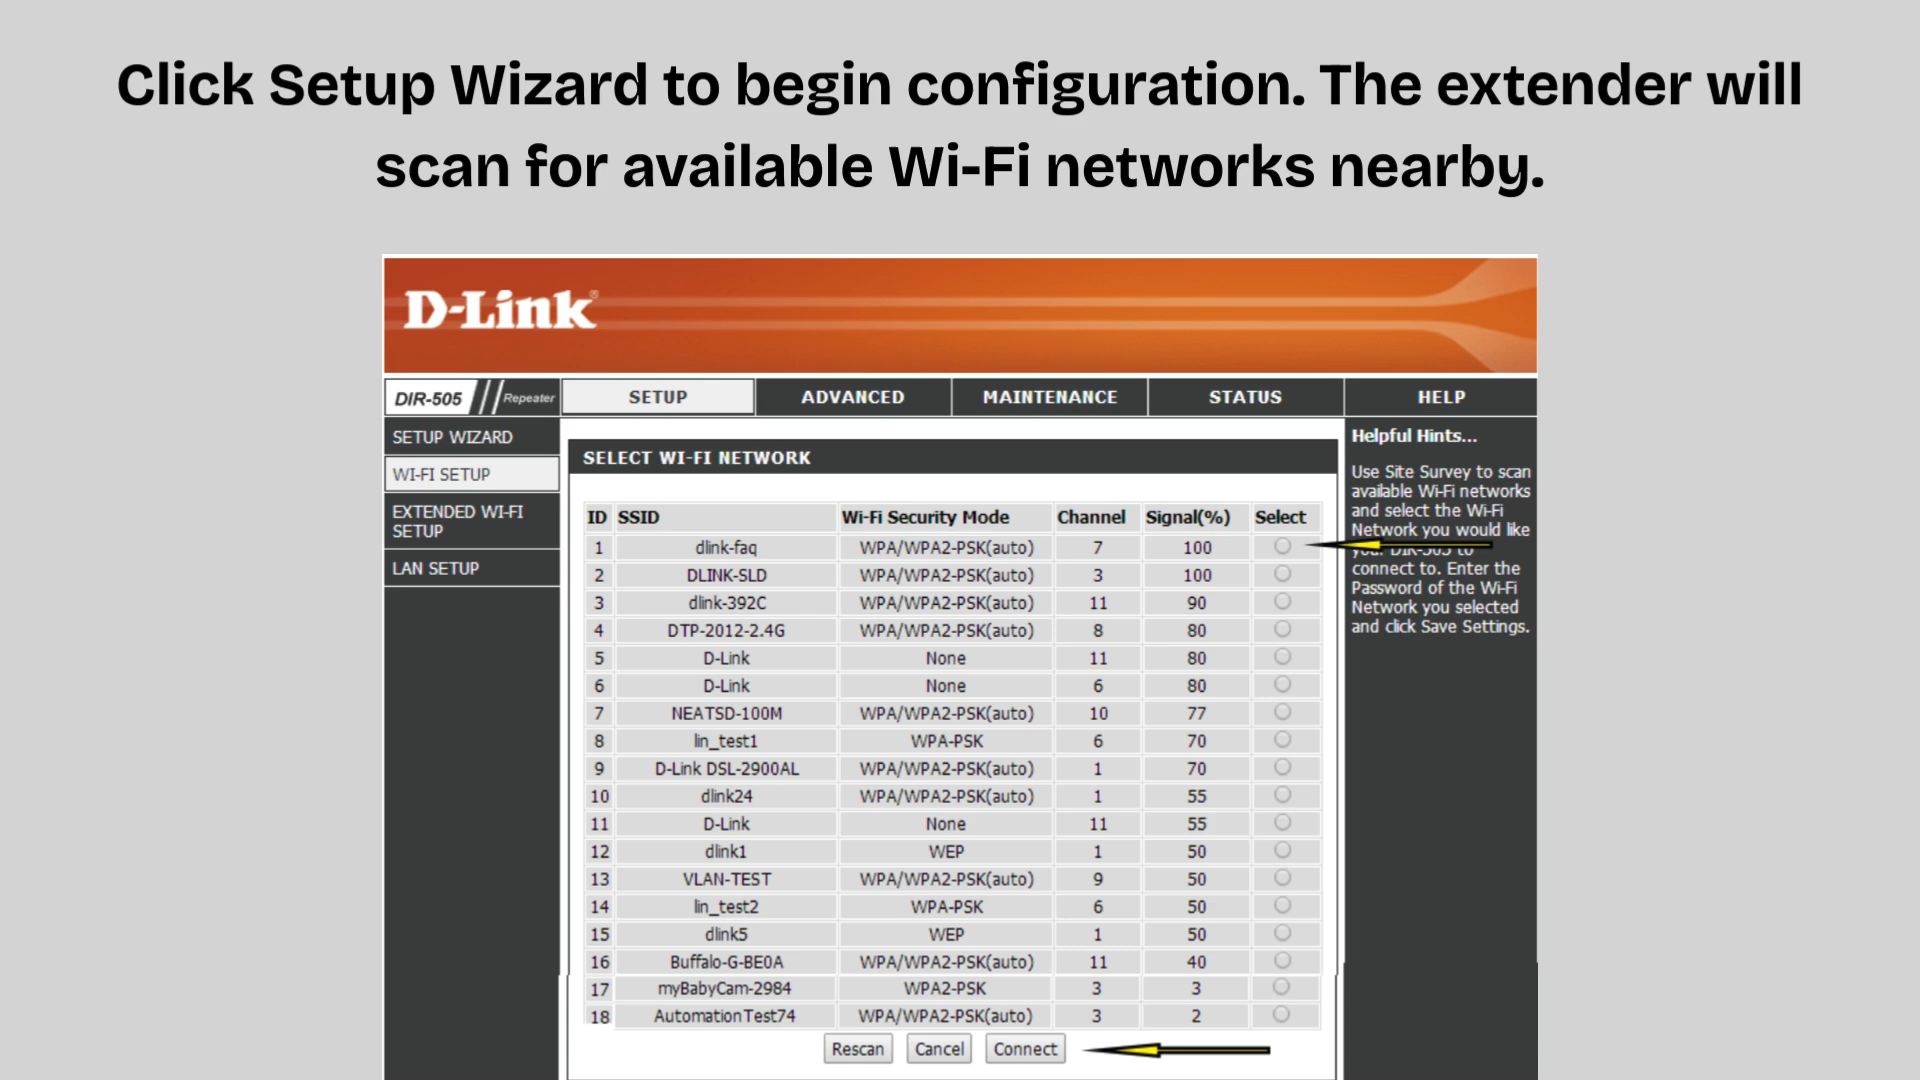 Click Setup Wizard to begin configuration. The extender will
scan for available Wi-Fi networks nearby.
D-Link®
DIR-505 // Repeater SETUP ADVANCED MAINTENANCE STATUS HELP
SETUP WIZARD
WI-FI SETUP
EXTENDED WI-FI
SETUP
LAN SETUP
SELECT WI-FI NETWORK
ID SSID Wi-Fi Security Mode Channel Signal(%) Select
1 dlink-faq WPA/WPA2-PSK(auto) 7 100
2 DLINK-SLD WPA/WPA2-PSK(auto) 3 100
3 dlink-392C WPA/WPA2-PSK(auto) 11 90
4 DTP-2012-2.4G WPA/WPA2-PSK(auto) 8 80
5 D-Link None 11 80
6 D-Link None 6 80
7 NEATSD-100M WPA/WPA2-PSK(auto) 10 77
8 lin_test1 WPA-PSK 6 70
9 D-Link DSL-2900AL WPA/WPA2-PSK(auto) 1 70
10 dlink24 WPA/WPA2-PSK(auto) 1 55
11 D-Link None 11 55
12 dlink1 WEP 1 50
13 VLAN-TEST WPA/WPA2-PSK(auto) 9 50
14 lin_test2 WPA-PSK 6 50
15 dlink5 WEP 1 50
16 Buffalo-G-BE0A WPA/WPA2-PSK(auto) 11 40
17 myBabyCam-2984 WPA2-PSK 3 3
18 AutomationTest74 WPA/WPA2-PSK(auto) 3 2
Rescan Cancel Connect
Helpful Hints...
Use Site Survey to scan
available Wi-Fi networks
and select the Wi-Fi
Network you would like
your DIR-505 to
connect to. Enter the
Password of the Wi-Fi
Network you selected
and click Save Settings.